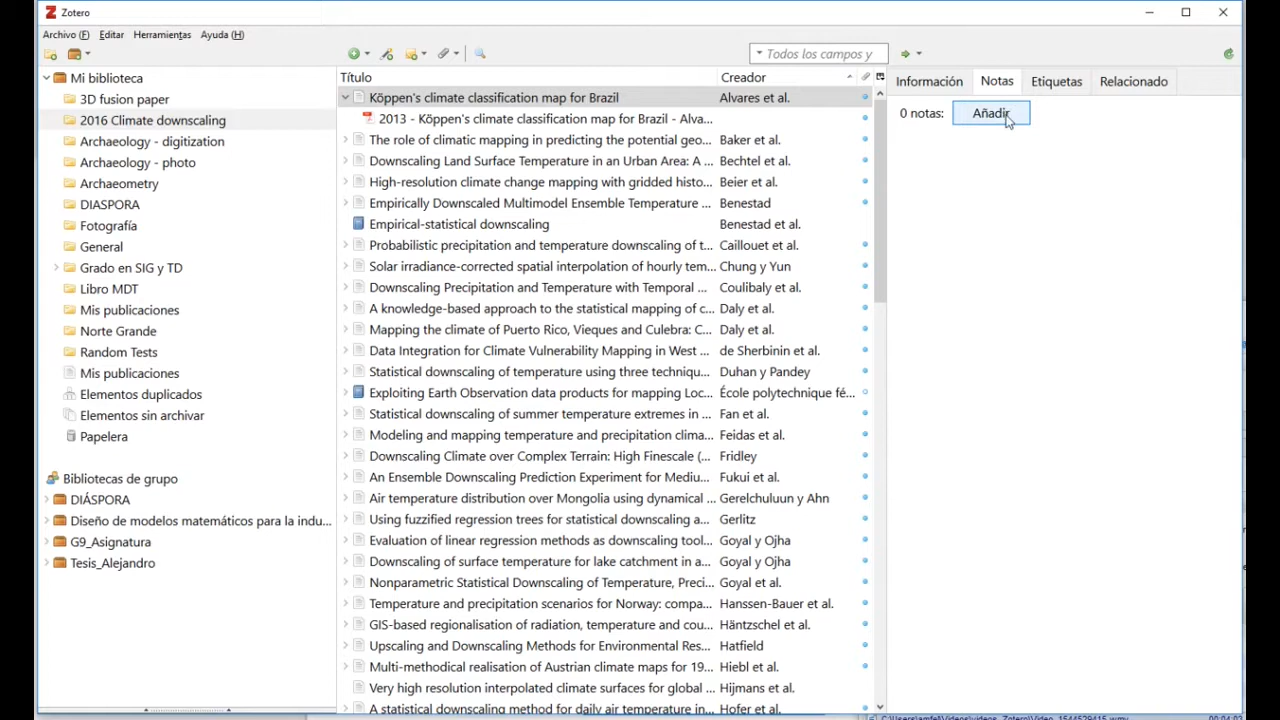 Zotero
Archivo (F) Editar Herramientas Ayuda (H)
Todos los campos y
Mi biblioteca
3D fusion paper
2016 Climate downscaling
Archaeology - digitization
Archaeology - photo
Archaeometry
DIASPORA
Fotografía
General
Grado en SIG y TD
Libro MDT
Mis publicaciones
Norte Grande
Random Tests
Mis publicaciones
Elementos duplicados
Elementos sin archivar
Papelera
Bibliotecas de grupo
DIÁSPORA
Diseño de modelos matemáticos para la indu...
G9_Asignatura
Tesis_Alejandro
Título Creador
Köppen's climate classification map for Brazil Alvares et al.
2013 - Köppen's climate classification map for Brazil - Alva...
The role of climatic mapping in predicting the potential geo... Baker et al.
Downscaling Land Surface Temperature in an Urban Area: A ... Bechtel et al.
High-resolution climate change mapping with gridded histo... Beier et al.
Empirically Downscaled Multimodel Ensemble Temperature ... Benestad
Empirical-statistical downscaling Benestad et al.
Probabilistic precipitation and temperature downscaling of t... Caillouet et al.
Solar irradiance-corrected spatial interpolation of hourly tem... Chung y Yun
Downscaling Precipitation and Temperature with Temporal ... Coulibaly et al.
A knowledge-based approach to the statistical mapping of c... Daly et al.
Mapping the climate of Puerto Rico, Vieques and Culebra: C... Daly et al.
Data Integration for Climate Vulnerability Mapping in West ... de Sherbinin et al.
Statistical downscaling of temperature using three techniqu... Duhan y Pandey
Exploiting Earth Observation data products for mapping Loc... École polytechnique fé...
Statistical downscaling of summer temperature extremes in ... Fan et al.
Modeling and mapping temperature and precipitation clima... Feidas et al.
Downscaling Climate over Complex Terrain: High Finescale (... Fridley
An Ensemble Downscaling Prediction Experiment for Mediu... Fukui et al.
Air temperature distribution over Mongolia using dynamical ... Gerelchuluun y Ahn
Using fuzzified regression trees for statistical downscaling a... Gerlitz
Evaluation of linear regression methods as downscaling tool... Goyal y Ojha
Downscaling of surface temperature for lake catchment in a... Goyal y Ojha
Nonparametric Statistical Downscaling of Temperature, Preci... Goyal et al.
Temperature and precipitation scenarios for Norway: compa... Hanssen-Bauer et al.
GIS-based regionalisation of radiation, temperature and cou... Häntzschel et al.
Upscaling and Downscaling Methods for Environmental Res... Hatfield
Multi-methodical realisation of Austrian climate maps for 19... Hiebl et al.
Very high resolution interpolated climate surfaces for global ... Hijmans et al.
A statistical downscaling method for daily air temperature in... Hofer et al.
Información Notas Etiquetas Relacionado
0 notas: Añadir